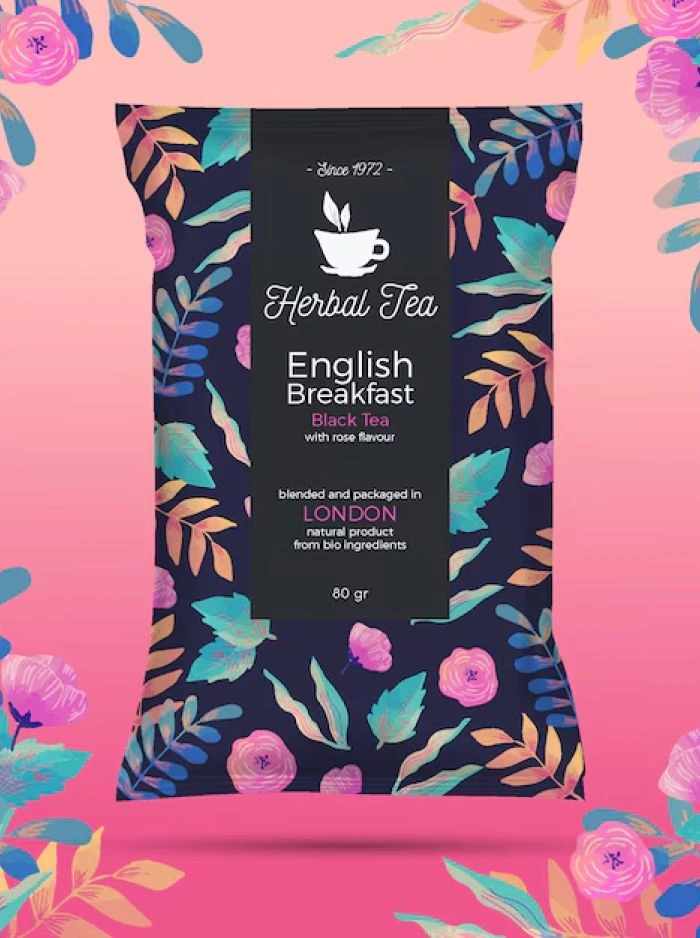 - Since 1972 -
Herbal Tea
English
Breakfast
Black Tea
with rose flavour
blended and packaged in
LONDON
natural product
from bio ingredients
80 gr